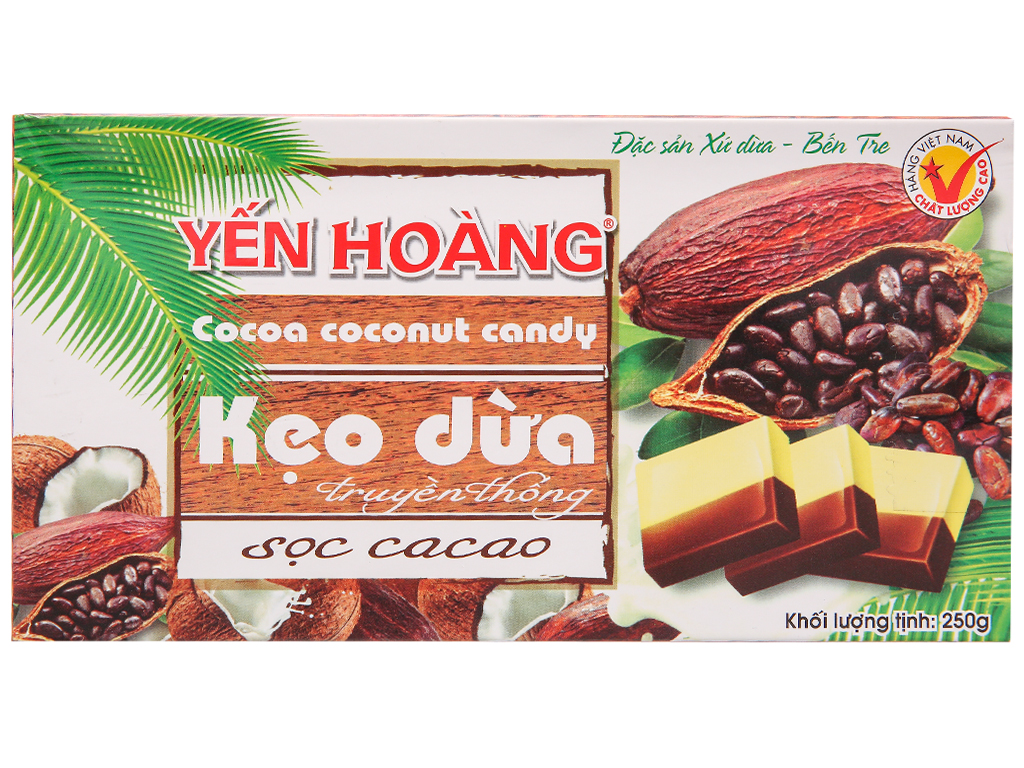 Đặc sản Xứ dừa - Bến Tre
HÀNG VIỆT NAM
CHẤT LƯỢNG CAO
YẾN HOÀNG®
Cocoa coconut candy
Kẹo dừa
truyền thống
sọc cacao
Khối lượng tịnh: 250g